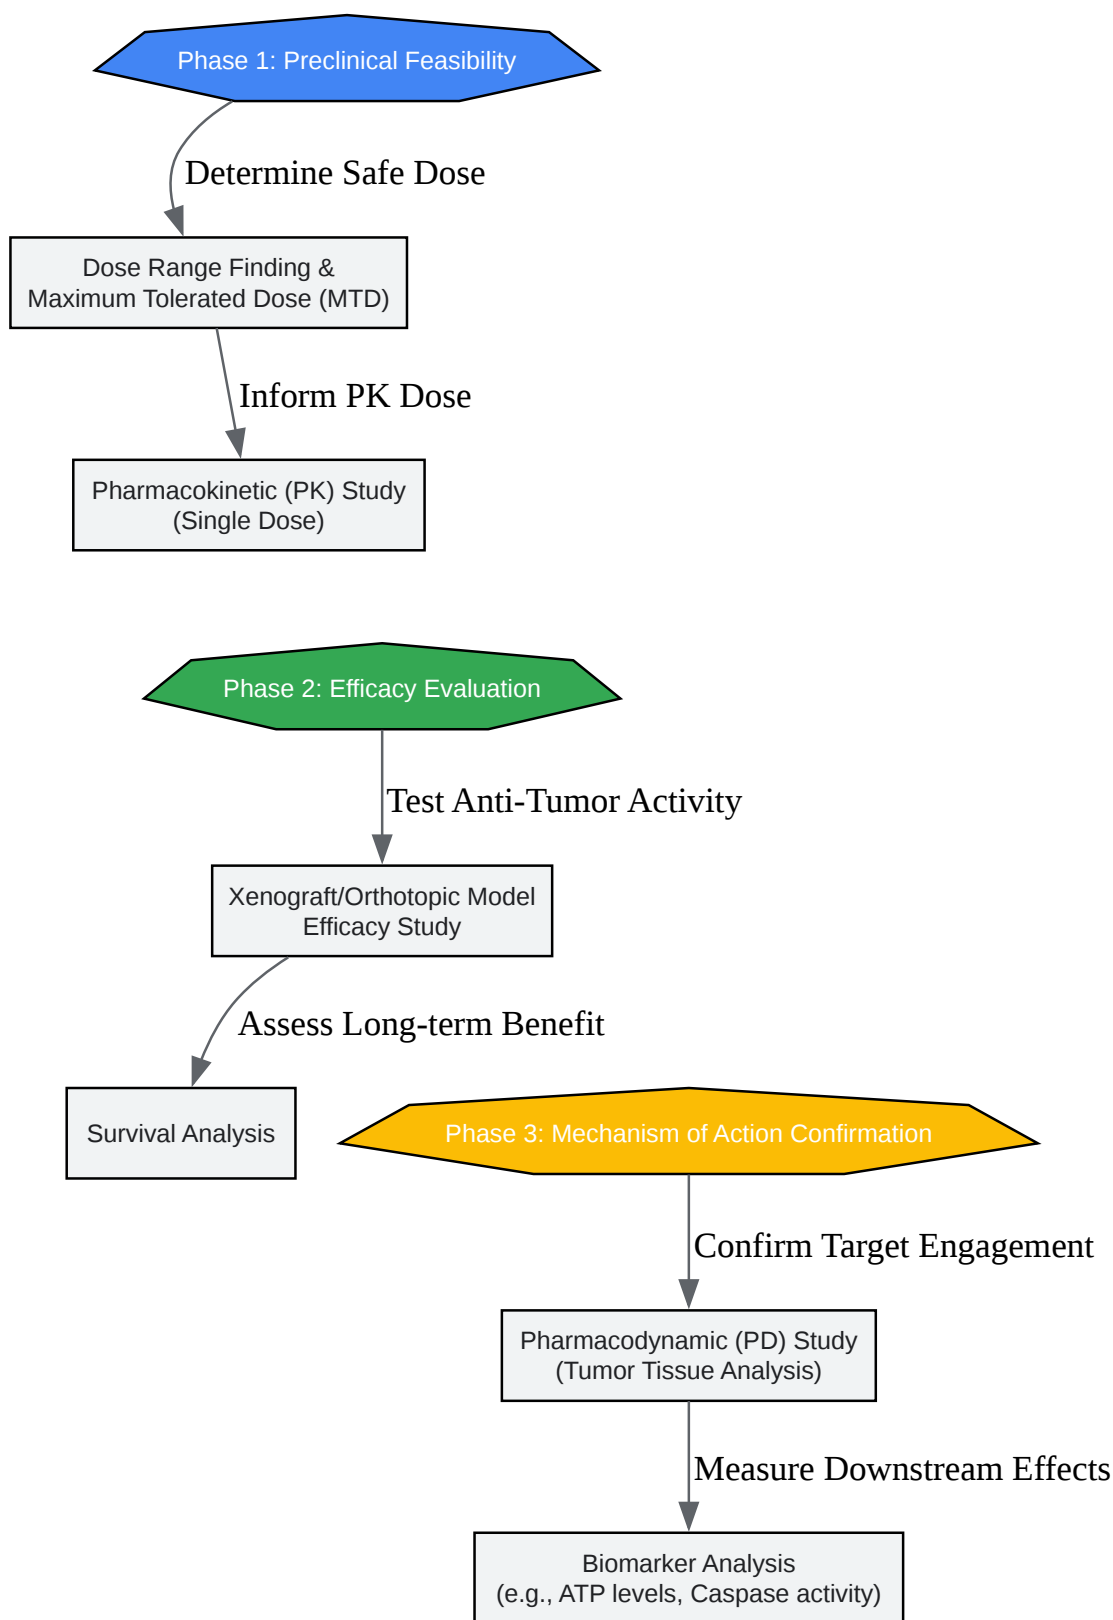 Phase 1: Preclinical Feasibility
Determine Safe Dose
Dose Range Finding &
Maximum Tolerated Dose (MTD)
Inform PK Dose
Pharmacokinetic (PK) Study
(Single Dose)
Phase 2: Efficacy Evaluation
Test Anti-Tumor Activity
Xenograft/Orthotopic Model
Efficacy Study
Assess Long-term Benefit
Survival Analysis
Phase 3: Mechanism of Action Confirmation
Confirm Target Engagement
Pharmacodynamic (PD) Study
(Tumor Tissue Analysis)
Measure Downstream Effects
Biomarker Analysis
(e.g., ATP levels, Caspase activity)